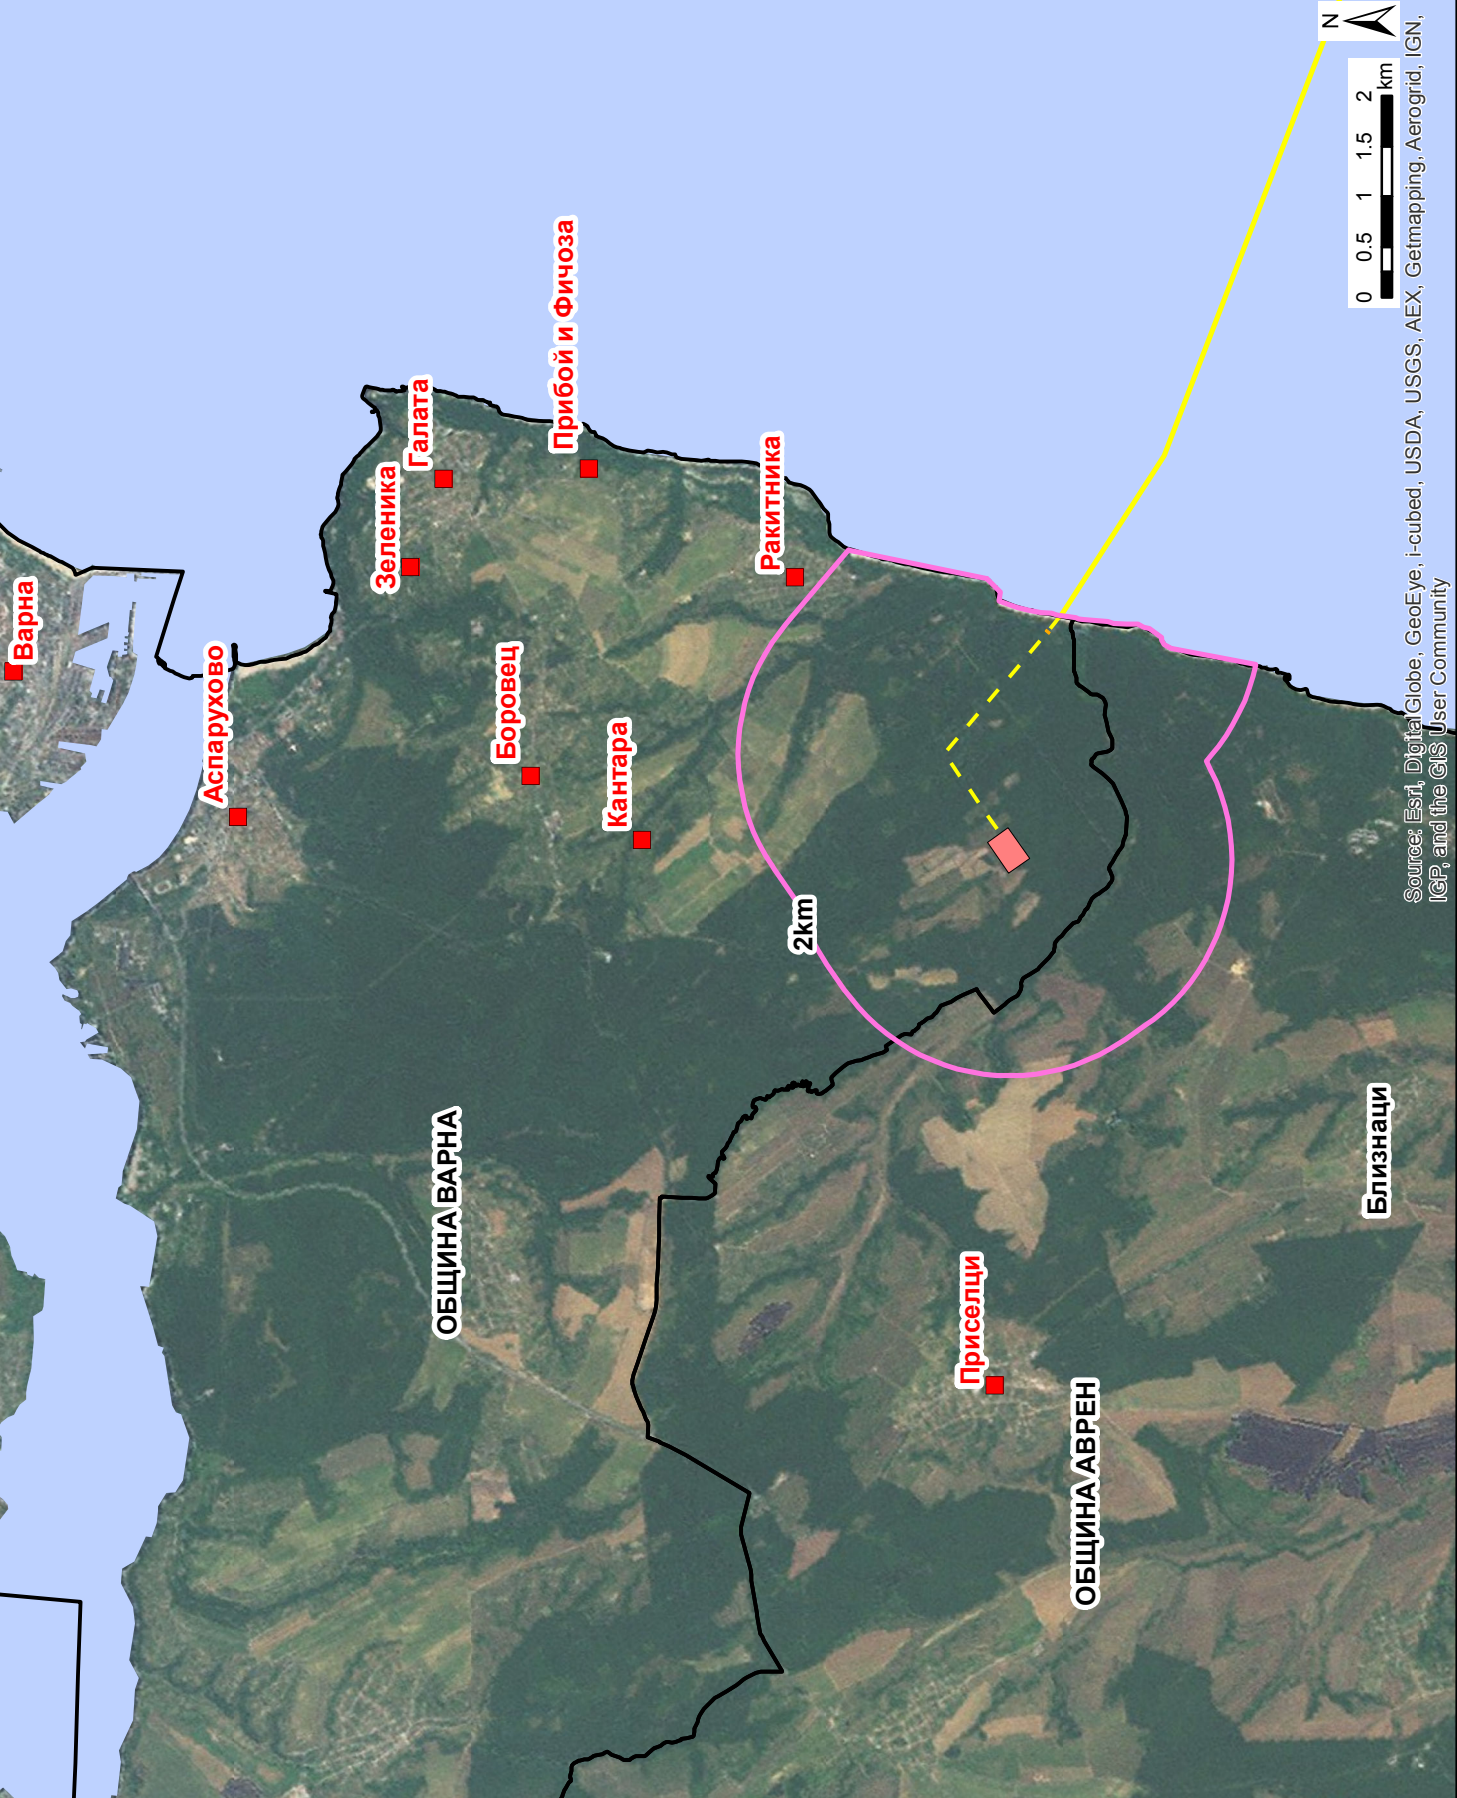 Варна
Аспарухово
Зеленика
Галата
Боровец
Прибой и Фичоза
Кантара
Ракитника
2km
ОБЩИНА ВАРНА
Приселци
ОБЩИНА АВРЕН
Близнаци
N
0 0.5 1 1.5 2
km
Source: Esri, DigitalGlobe, GeoEye, i-cubed, USDA, USGS, AEX, Getmapping, Aerogrid, IGN,
IGP, and the GIS User Community